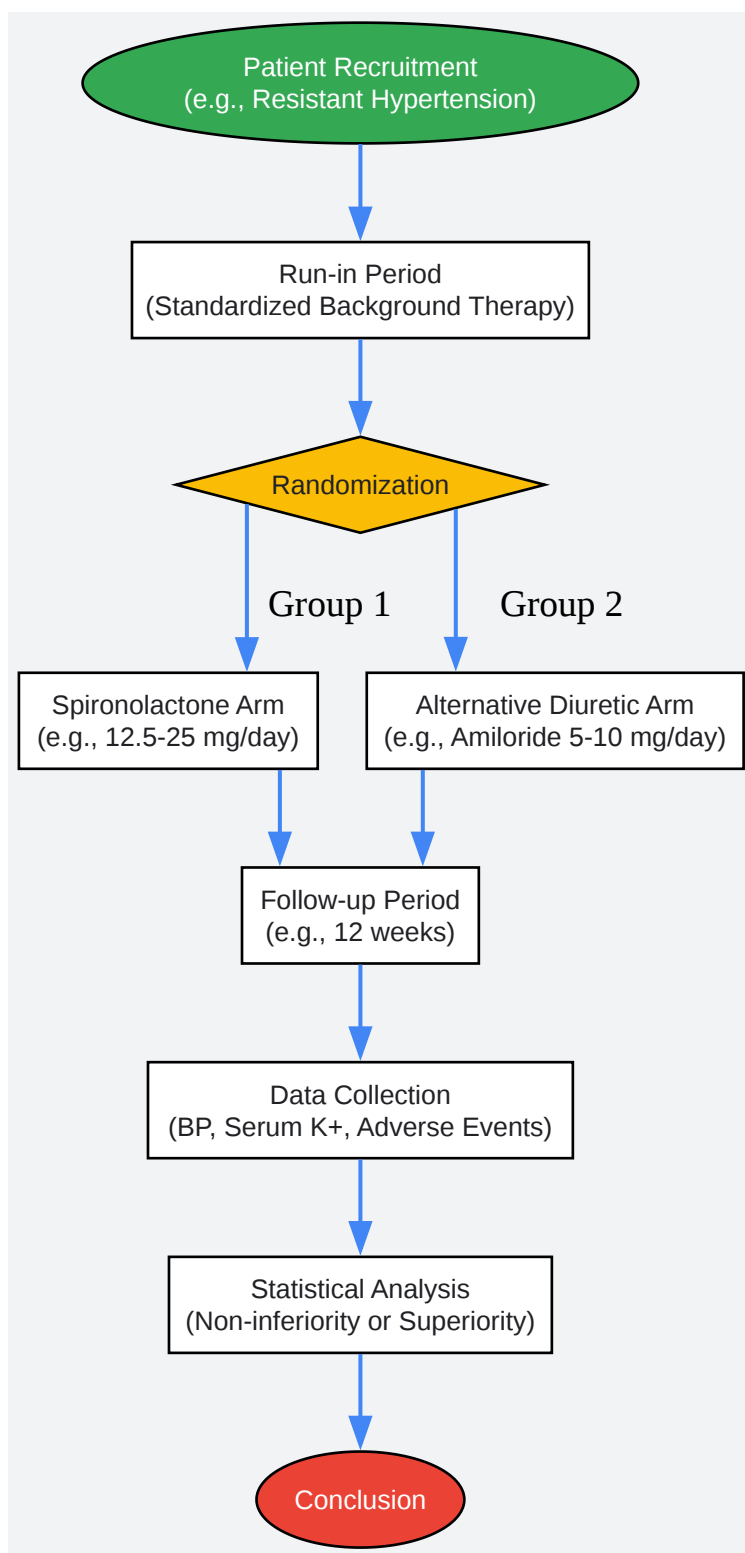 Patient Recruitment
(e.g., Resistant Hypertension)
Run-in Period
(Standardized Background Therapy)
Randomization
Group 1
Group 2
Spironolactone Arm
(e.g., 12.5-25 mg/day)
Alternative Diuretic Arm
(e.g., Amiloride 5-10 mg/day)
Follow-up Period
(e.g., 12 weeks)
Data Collection
(BP, Serum K+, Adverse Events)
Statistical Analysis
(Non-inferiority or Superiority)
Conclusion